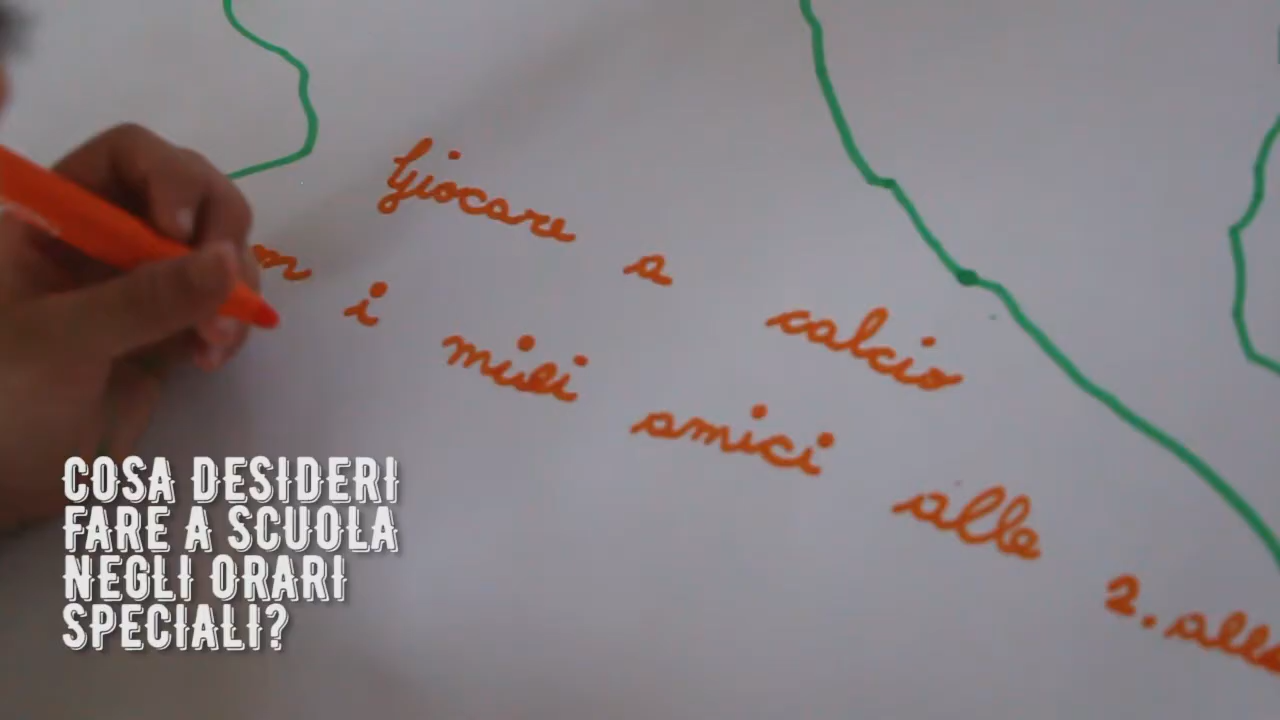 Giocare a calcio
i miei amici alle 2. alle
COSA DESIDERI
FARE A SCUOLA
NEGLI ORARI
SPECIALI?